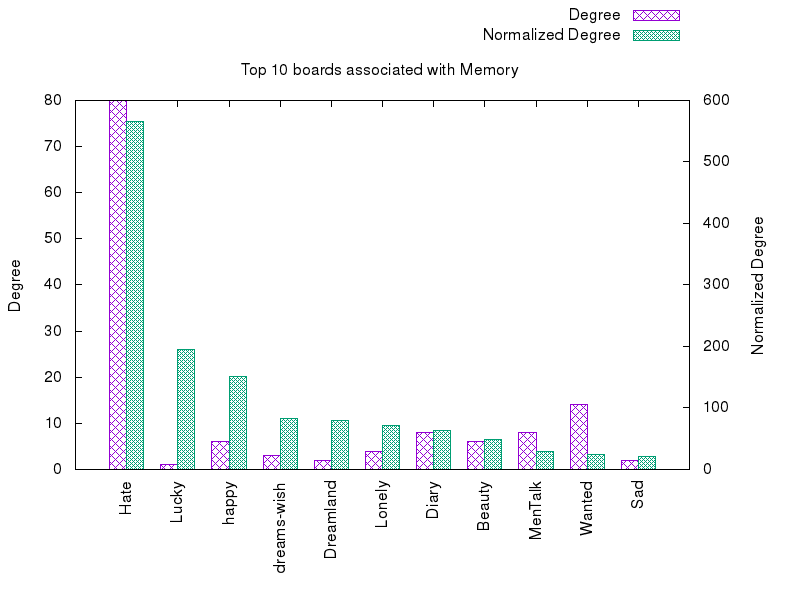 Degree
Normalized Degree
Top 10 boards associated with Memory
80
70
60
50
40
30
20
10
0
600
500
400
300
200
100
0
Degree
Normalized Degree
Hate
Lucky
happy
dreams-wish
Dreamland
Lonely
Diary
Beauty
MenTalk
Wanted
Sad